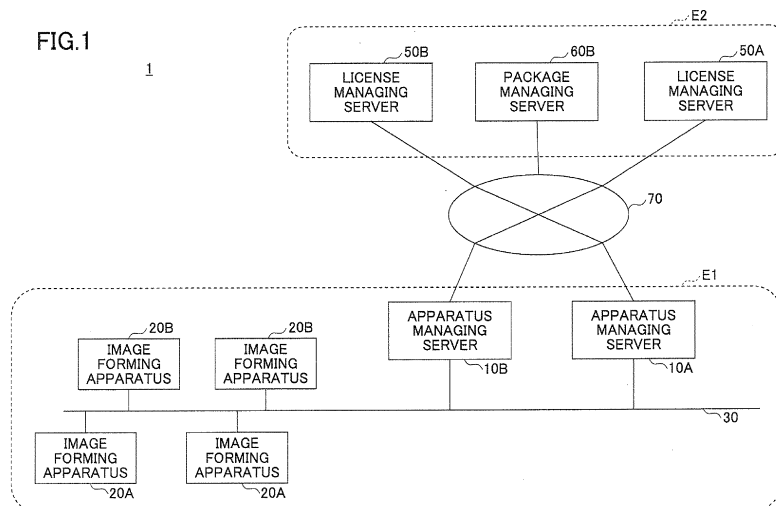 FIG.1
1
E2
50B
LICENSE
MANAGING
SERVER
60B
PACKAGE
MANAGING
SERVER
50A
LICENSE
MANAGING
SERVER
70
E1
20B
IMAGE
FORMING
APPARATUS
20B
IMAGE
FORMING
APPARATUS
APPARATUS
MANAGING
SERVER
10B
APPARATUS
MANAGING
SERVER
10A
30
IMAGE
FORMING
APPARATUS
20A
IMAGE
FORMING
APPARATUS
20A